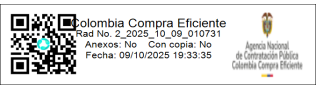 Colombia Compra Eficiente
Rad No. 2_2025_10_09_010731
Anexos: No Con copia: No
Fecha: 09/10/2025 19:33:35
Agencia Nacional
de Contratación Pública
Colombia Compra Eficiente